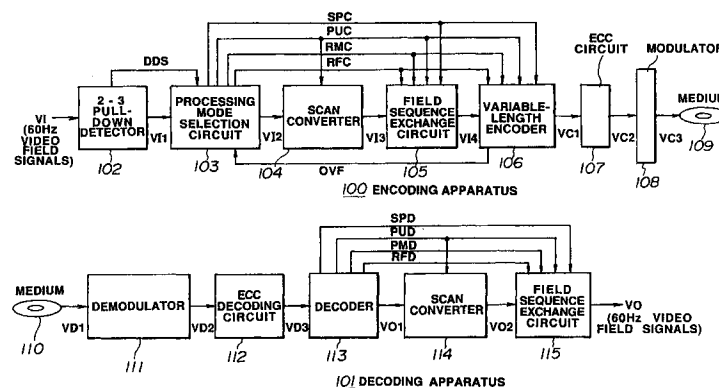 SPC
PUC
RMC
RFC
DDS
ECC
CIRCUIT
MODULATOR
VI
(60Hz
VIDEO
FIELD
SIGNALS)
2 - 3
PULL-
DOWN
DETECTOR
102
VI1
PROCESSING
MODE
SELECTION
CIRCUIT
103
VI2
SCAN
CONVERTER
104
VI3
FIELD
SEQUENCE
EXCHANGE
CIRCUIT
105
VI4
VARIABLE-
LENGTH
ENCODER
106
VC1
107
VC2
108
VC3
MEDIUM
109
OVF
100 ENCODING APPARATUS
SPD
PUD
PMD
RFD
MEDIUM
110
VD1
DEMODULATOR
111
VD2
ECC
DECODING
CIRCUIT
112
VD3
DECODER
113
VO1
SCAN
CONVERTER
114
VO2
FIELD
SEQUENCE
EXCHANGE
CIRCUIT
115
VO
(60Hz VIDEO
FIELD SIGNALS)
101 DECODING APPARATUS